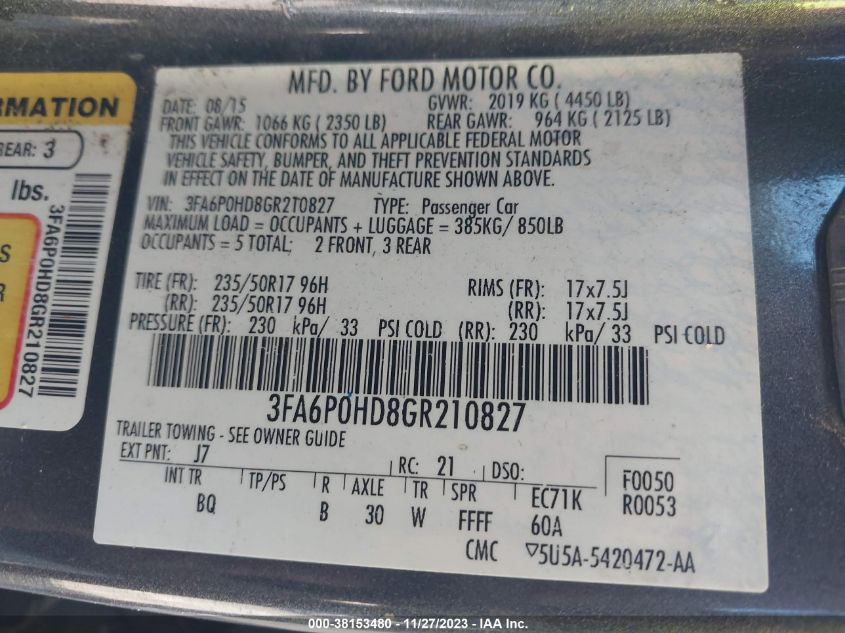 RMATION
REAR: 3
lbs.
S
R
3FA6P0HD8GR210827
MFD. BY FORD MOTOR CO.
DATE: 08/15 GVWR: 2019 KG ( 4450 LB)
FRONT GAWR: 1066 KG ( 2350 LB) REAR GAWR: 964 KG ( 2125 LB)
THIS VEHICLE CONFORMS TO ALL APPLICABLE FEDERAL MOTOR
VEHICLE SAFETY, BUMPER, AND THEFT PREVENTION STANDARDS
IN EFFECT ON THE DATE OF MANUFACTURE SHOWN ABOVE.
VIN: 3FA6P0HD8GR210827 TYPE: Passenger Car
MAXIMUM LOAD = OCCUPANTS + LUGGAGE = 385KG/ 850LB
OCCUPANTS = 5 TOTAL; 2 FRONT, 3 REAR
TIRE (FR): 235/50R17 96H RIMS (FR): 17x7.5J
(RR): 235/50R17 96H (RR): 17x7.5J
PRESSURE (FR): 230 kPa/ 33 PSI COLD (RR): 230 kPa/ 33 PSI COLD
3FA6P0HD8GR210827
TRAILER TOWING - SEE OWNER GUIDE
EXT PNT: J7 RC: 21 DSO: F0050
INT TR TP/PS R AXLE TR SPR EC71K R0053
BQ B 30 W FFFF 60A
CMC ▽5U5A-5420472-AA
000-38153480 - 11/27/2023 - IAAI Inc.